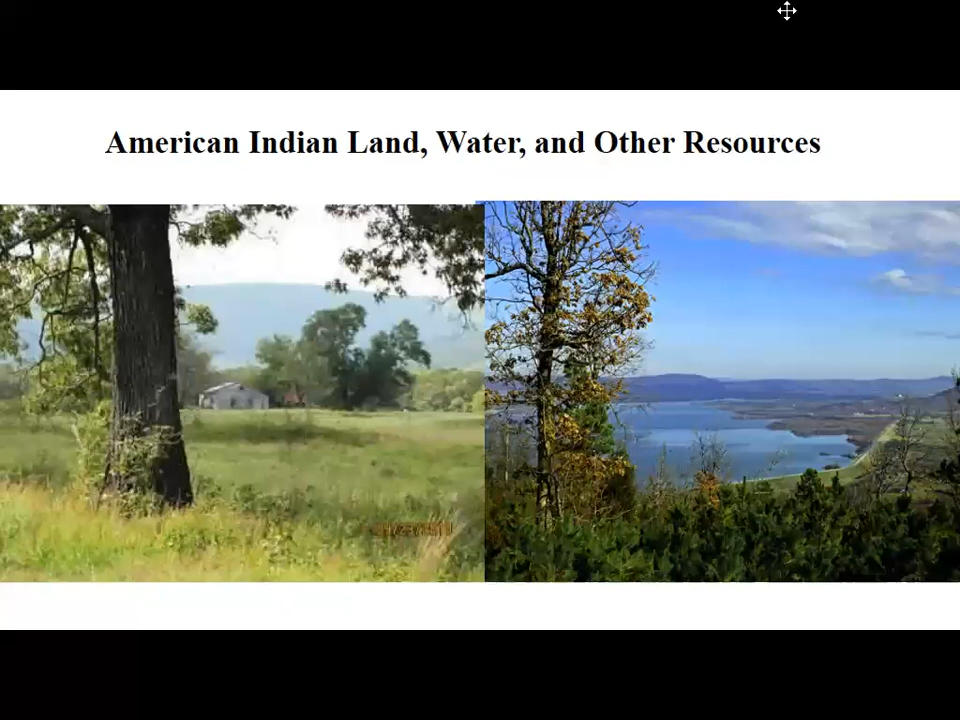 American Indian Land, Water, and Other Resources